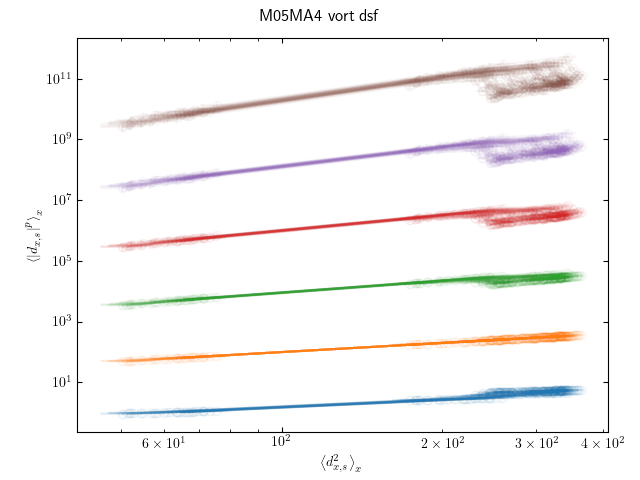 M05MA4 vort dsf
⟨|d_{x,s}|^p⟩_x
10^11
10^9
10^7
10^5
10^3
10^1
6 × 10^1
10^2
2 × 10^2
3 × 10^2
4 × 10^2
⟨d^2_{x,s}⟩_x